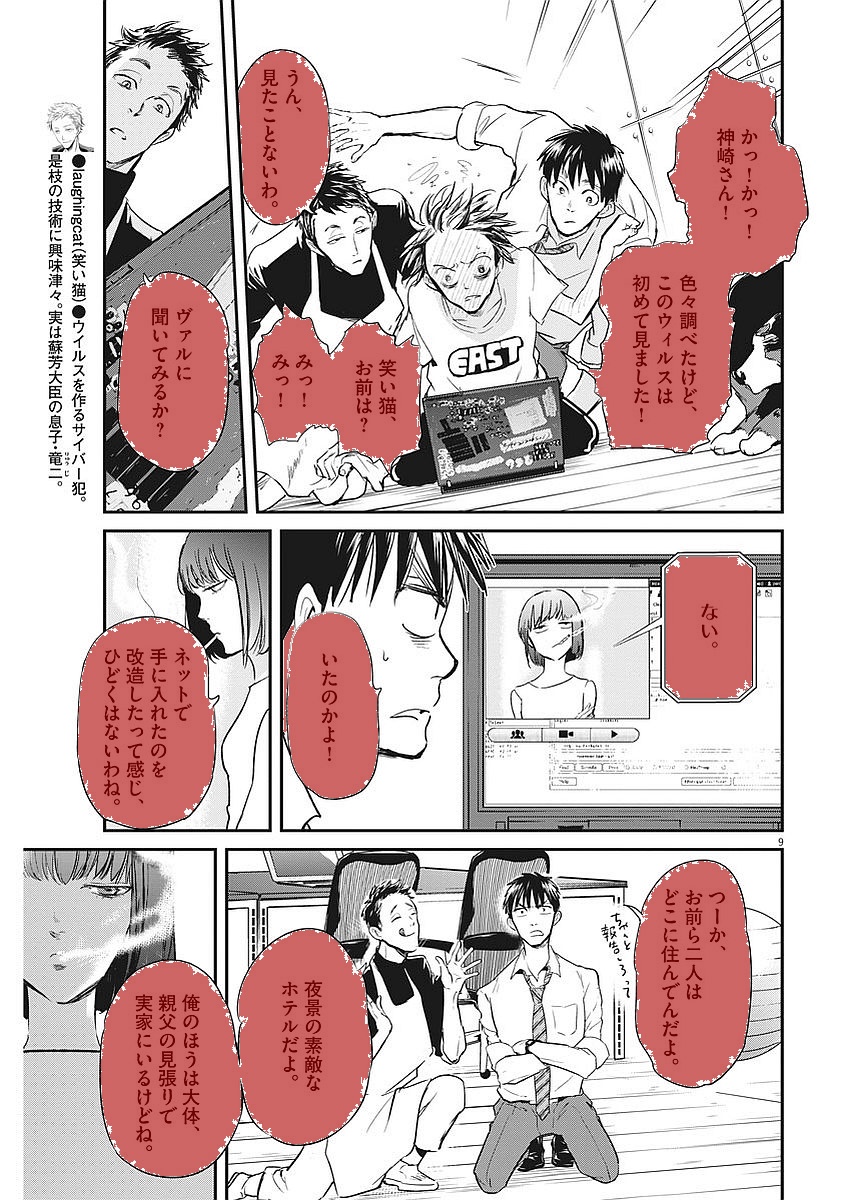 かっ！かっ！
神崎さん！
色々調べたけど、
このウィルスは
初めて見ました！
うん、
見たことないわ。
笑い猫、
お前は？
みっ！
みっ！
EAST
ヴァルに
聞いてみるか？
●laughingcat(笑い猫)●ウイルスを作るサイバー犯。
是枝の技術に興味津々。実は蘇芳大臣の息子・竜二。
りゅうじ
ない。
Help
いたのかよ！
ネットで
手に入れたのを
改造したって感じ、
ひどくはないわね。
9
つーか、
お前ら二人は
どこに住んでんだよ。
ちゃんと
報告しろって
夜景の素敵な
ホテルだよ。
俺のほうは大体、
親父の見張りで
実家にいるけどね。